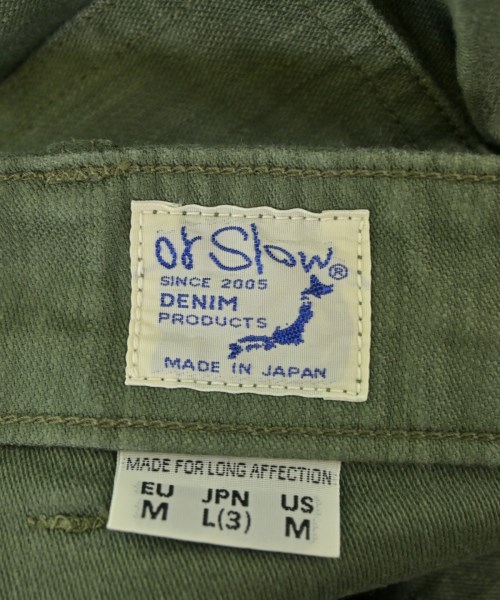 or Slow®
SINCE 2005
DENIM
PRODUCTS
MADE IN JAPAN
MADE FOR LONG AFFECTION
EU JPN US
M L(3) M